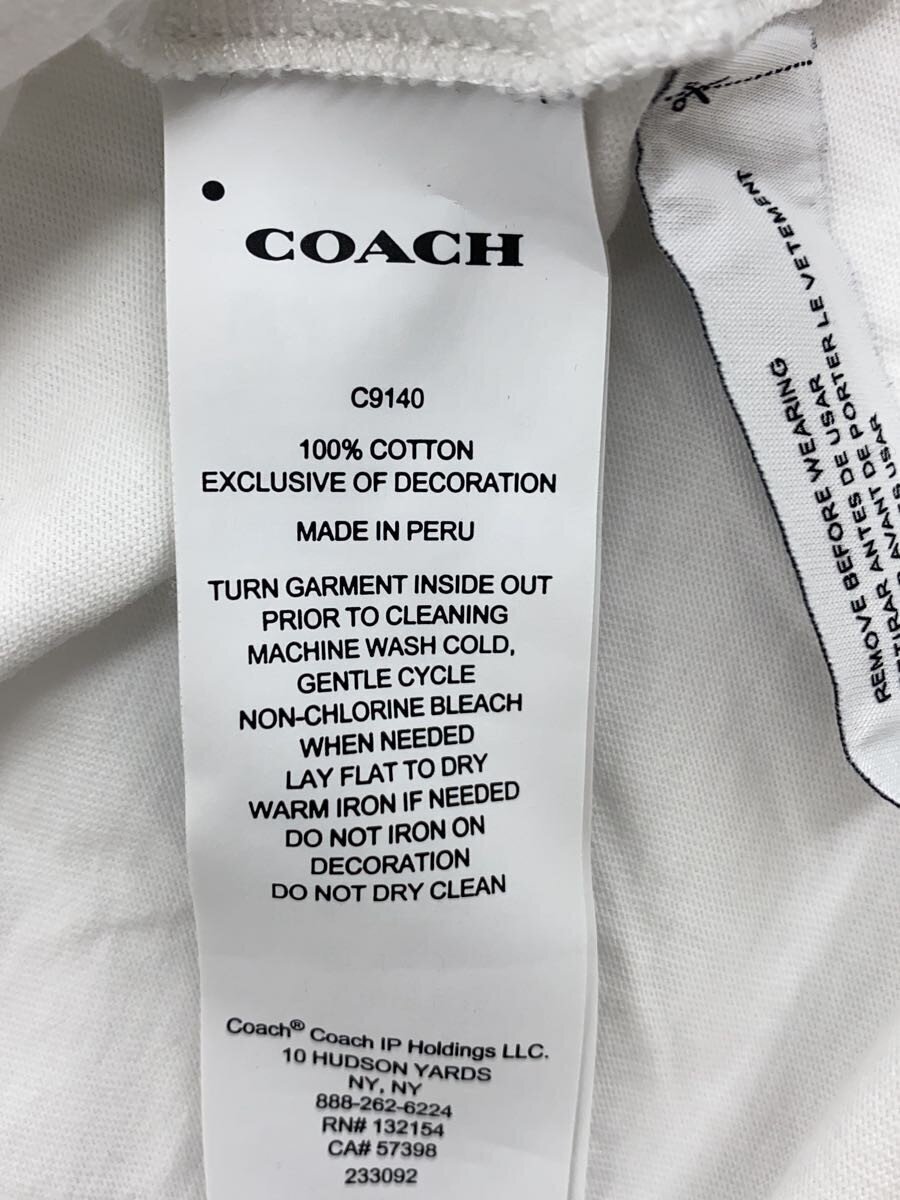 COACH
C9140
100% COTTON
EXCLUSIVE OF DECORATION
MADE IN PERU
TURN GARMENT INSIDE OUT
PRIOR TO CLEANING
MACHINE WASH COLD,
GENTLE CYCLE
NON-CHLORINE BLEACH
WHEN NEEDED
LAY FLAT TO DRY
WARM IRON IF NEEDED
DO NOT IRON ON
DECORATION
DO NOT DRY CLEAN
Coach® Coach IP Holdings LLC.
10 HUDSON YARDS
NY, NY
888-262-6224
RN# 132154
CA# 57398
233092
REMOVE BEFORE WEARING
RETIRAR ANTES DE USAR
AVANT DE PORTER LE VETEMENT
USAR